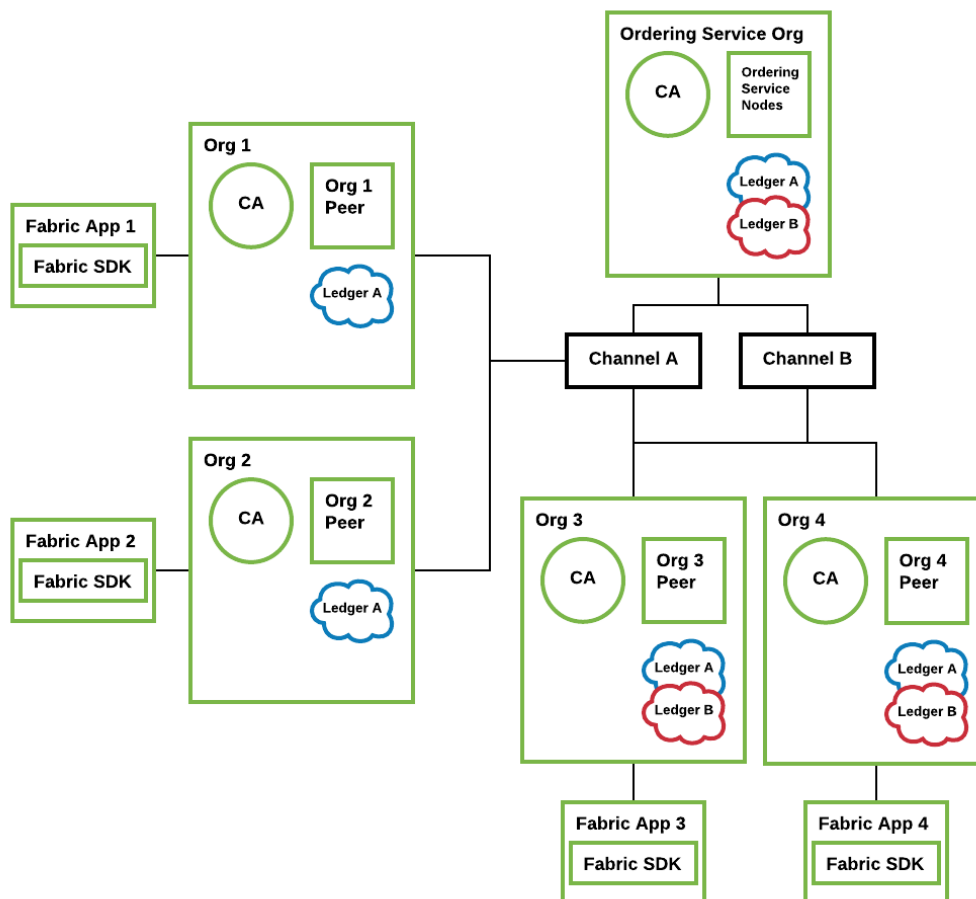 Ordering Service Org
CA
Ordering
Service
Nodes
Ledger A
Ledger B
Org 1
CA
Org 1
Peer
Ledger A
Fabric App 1
Fabric SDK
Channel A
Channel B
Org 2
CA
Org 2
Peer
Ledger A
Fabric App 2
Fabric SDK
Org 3
CA
Org 3
Peer
Ledger A
Ledger B
Org 4
CA
Org 4
Peer
Ledger A
Ledger B
Fabric App 3
Fabric SDK
Fabric App 4
Fabric SDK